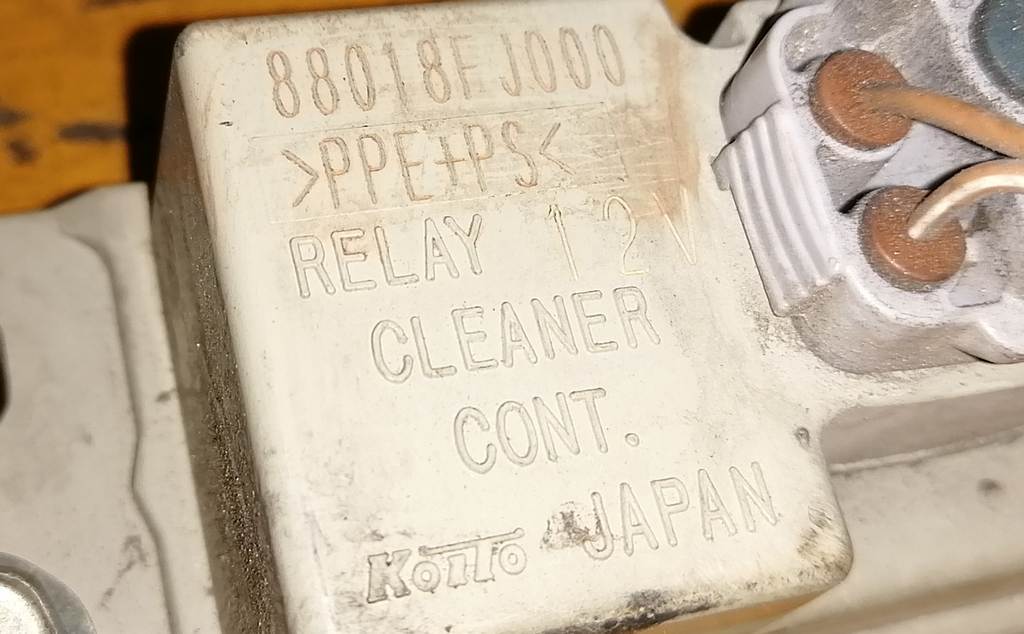 88018FJ000
>PPE+PS<
RELAY 12V
CLEANER
CONT.
KOITO JAPAN